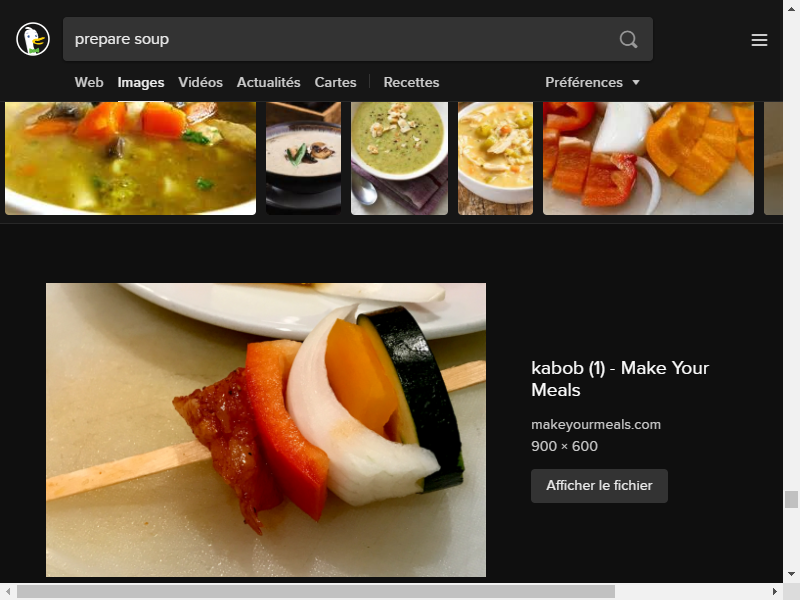 prepare soup
Web Images Vidéos Actualités Cartes Recettes Préférences
kabob (1) - Make Your
Meals
makeyourmeals.com
900 × 600
Afficher le fichier